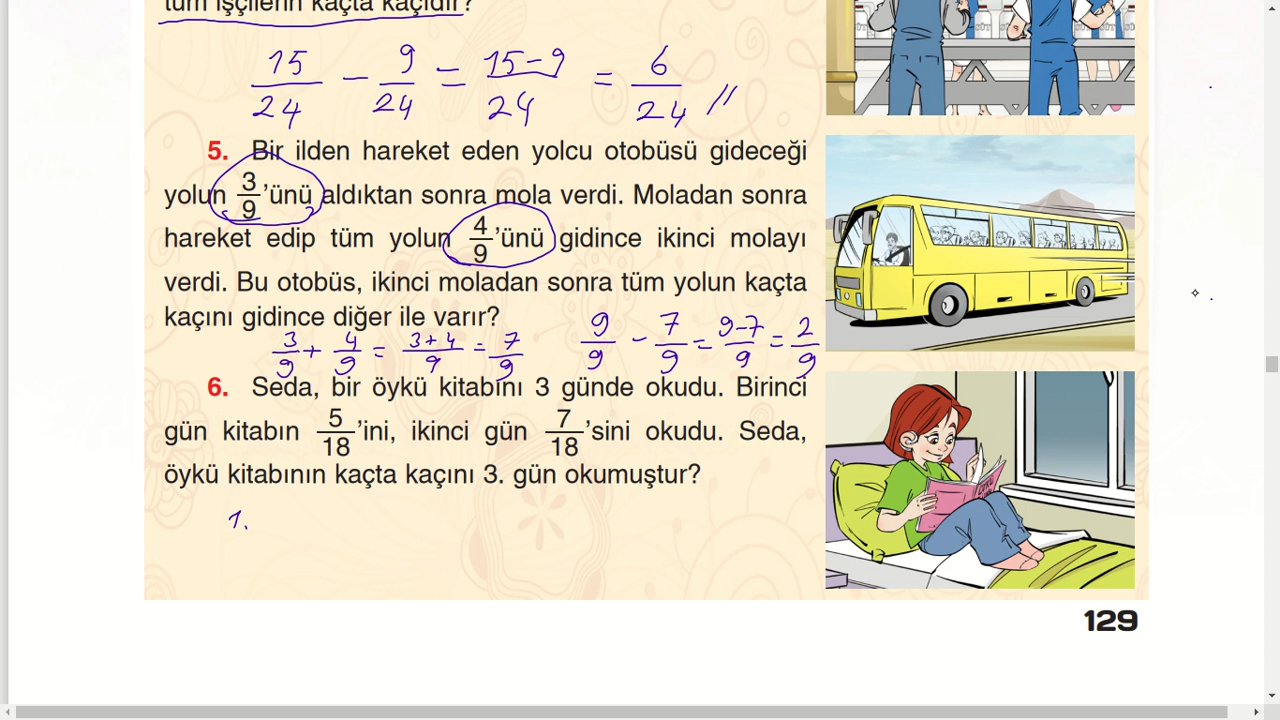 tüm işçilerin kaçta kaçıdır?
15/24 - 9/24 = 15-9/24 = 6/24 //
5. Bir ilden hareket eden yolcu otobüsü gideceği
yolun 3/9'ünü aldıktan sonra mola verdi. Moladan sonra
hareket edip tüm yolun 4/9'ünü gidince ikinci molayı
verdi. Bu otobüs, ikinci moladan sonra tüm yolun kaçta
kaçını gidince diğer ile varır?
3/9 + 4/9 = 3+4/9 = 7/9 9/9 - 7/9 = 9-7/9 = 2/9
6. Seda, bir öykü kitabını 3 günde okudu. Birinci
gün kitabın 5/18'ini, ikinci gün 7/18'sini okudu. Seda,
öykü kitabının kaçta kaçını 3. gün okumuştur?
1.
129